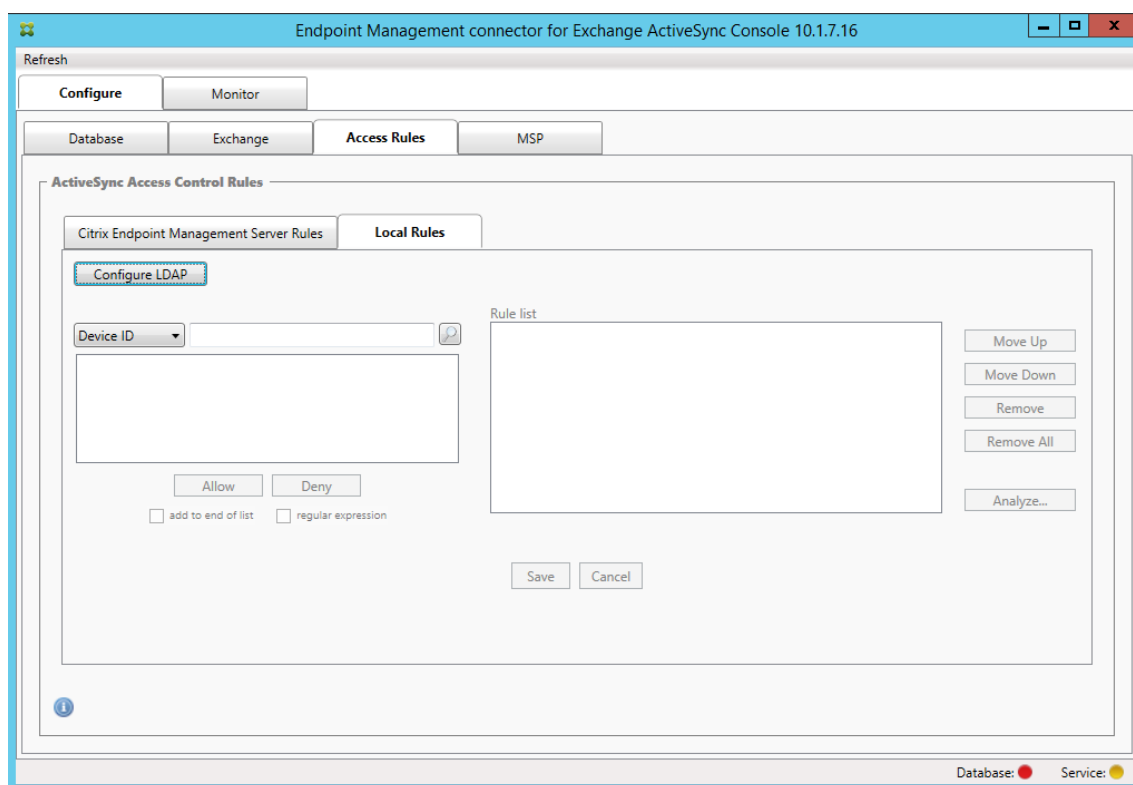 Endpoint Management connector for Exchange ActiveSync Console 10.1.7.16
Refresh
Configure Monitor
Database Exchange Access Rules MSP
ActiveSync Access Control Rules
Citrix Endpoint Management Server Rules Local Rules
Configure LDAP
Rule list
Device ID
Move Up
Move Down
Remove
Remove All
Allow Deny
Analyze...
add to end of list regular expression
Save Cancel
Database: Service: